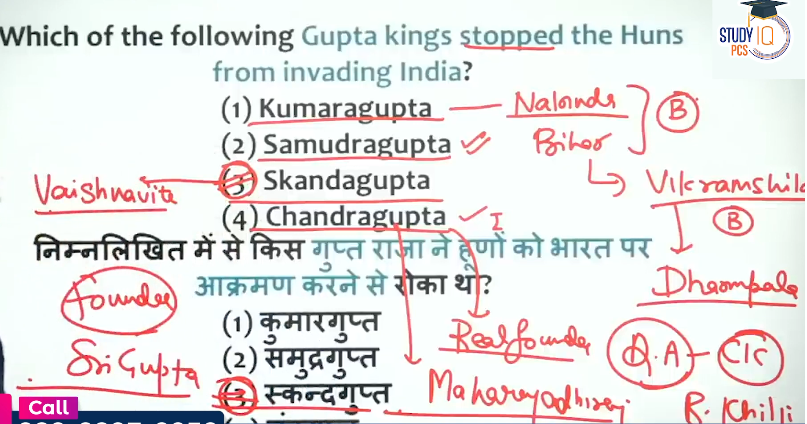 Which of the following Gupta kings stopped the Huns
STUDY IQ
PCS
from invading India?
(1) Kumaragupta
Nalanda
Bihar
B
(2) Samudragupta
(3) Skandagupta
Vaishnavite
Vikramshila
B
(4) Chandragupta
I
Dharmpala
निम्नलिखित में से किस गुप्त राजा ने हूणों को भारत पर
आक्रमण करने से रोका था?
founder
Sri Gupta
(1) कुमारगुप्त
(2) समुद्रगुप्त
(3) स्कन्दगुप्त
Real founder
Maharajadhiraj
Q.A
B. Khilji
Call